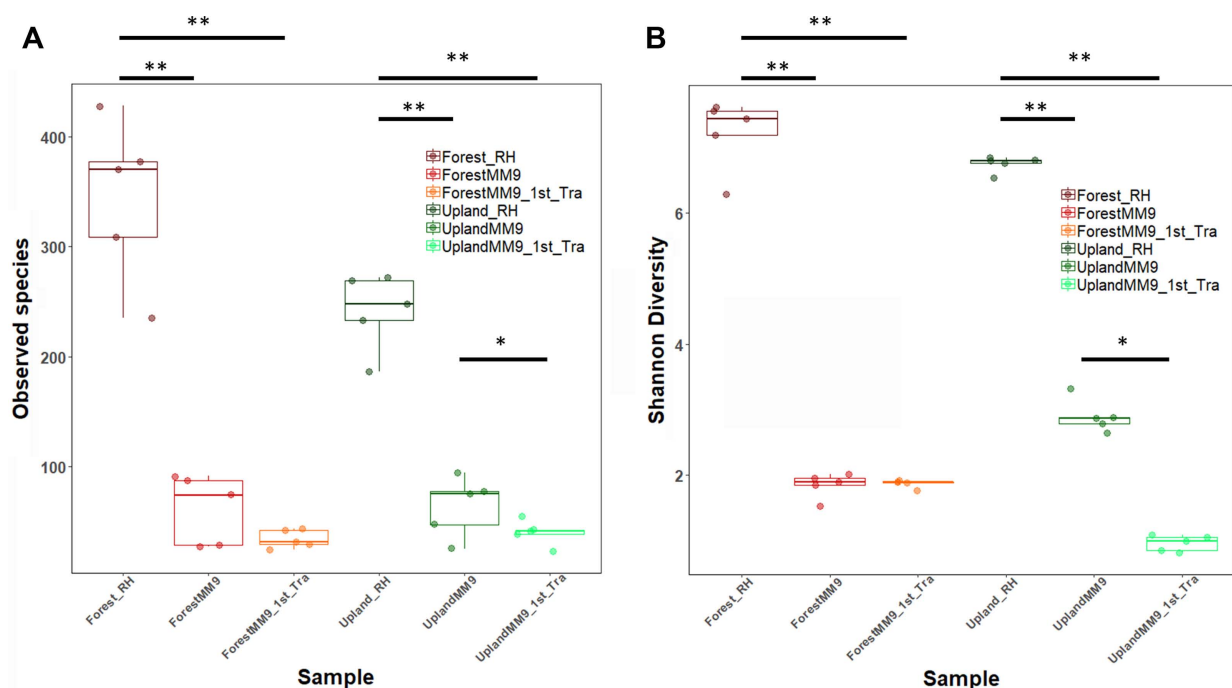 A
**
**
**
**
*
Observed species
400
300
200
100
Forest_RH
ForestMM9
ForestMM9_1st_Tra
Upland_RH
UplandMM9
UplandMM9_1st_Tra
Forest_RH
ForestMM9
ForestMM9_1st_Tra
Upland_RH
UplandMM9
UplandMM9_1st_Tra
Sample
B
**
**
**
**
*
Shannon Diversity
6
4
2
Forest_RH
ForestMM9
ForestMM9_1st_Tra
Upland_RH
UplandMM9
UplandMM9_1st_Tra
Forest_RH
ForestMM9
ForestMM9_1st_Tra
Upland_RH
UplandMM9
UplandMM9_1st_Tra
Sample